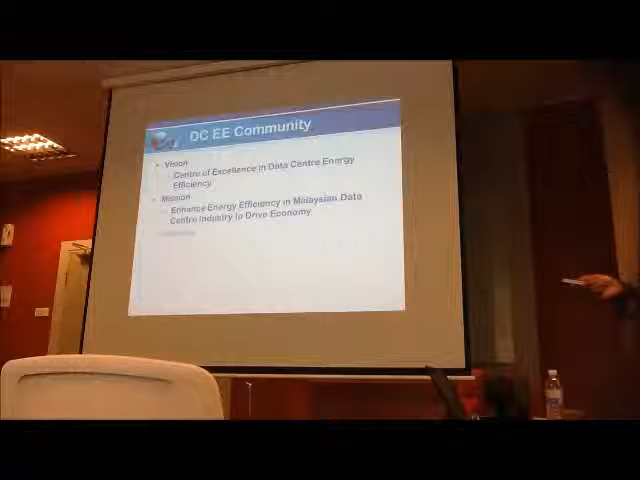 DC EE Community
Vision
Centre of Excellence in Data Centre Energy
Efficiency
Mission
Enhance Energy Efficiency in Malaysian Data
Centre Industry to Drive Economy